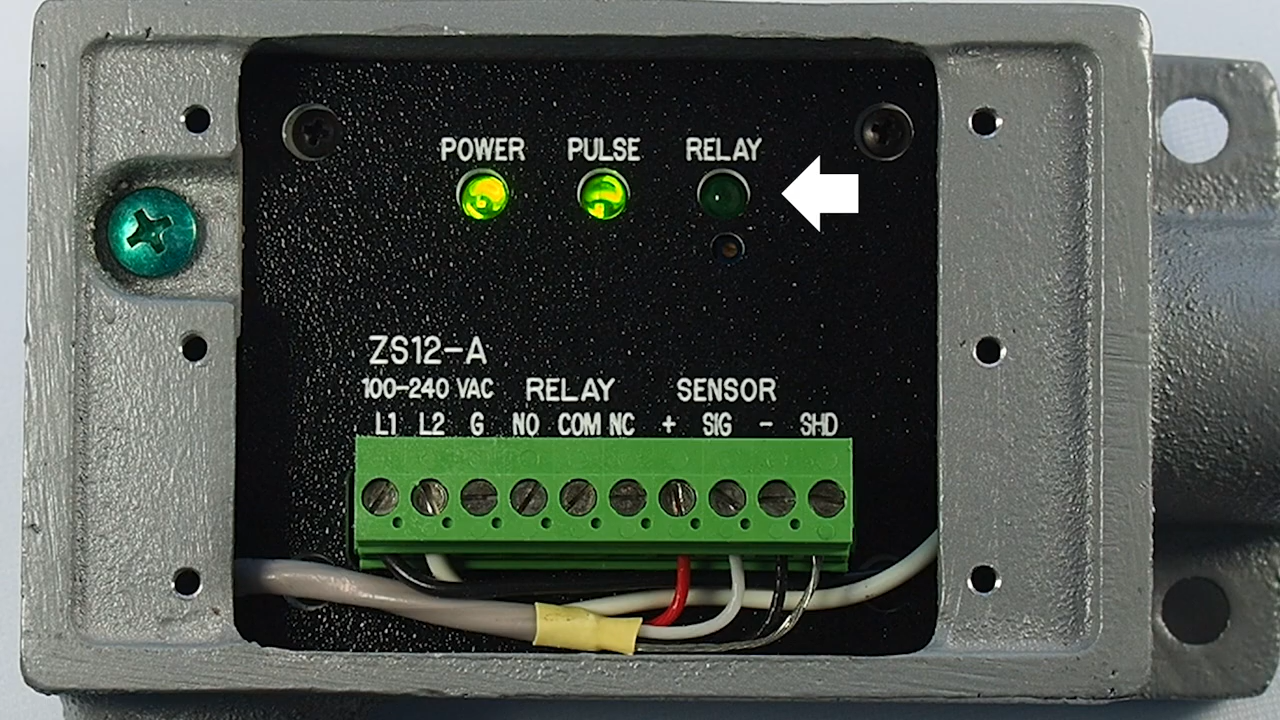 POWER PULSE RELAY
ZS12-A
100-240 VAC RELAY SENSOR
L1 L2 G NO COM NC + SIG - SHD